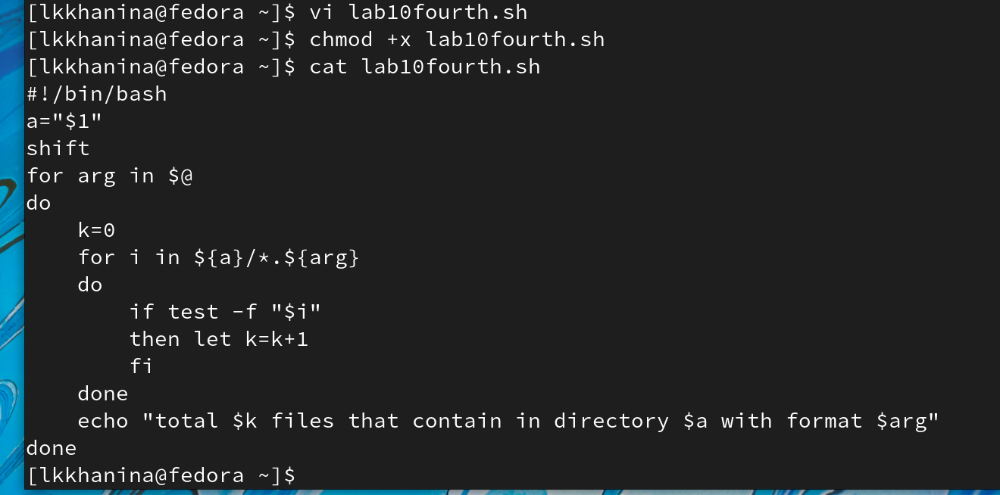 [lkkhanina@fedora ~]$ vi lab10fourth.sh
[lkkhanina@fedora ~]$ chmod +x lab10fourth.sh
[lkkhanina@fedora ~]$ cat lab10fourth.sh
#!/bin/bash
a="$1"
shift
for arg in $@
do
    k=0
    for i in ${a}/*.${arg}
    do
        if test -f "$i"
        then let k=k+1
        fi
    done
    echo "total $k files that contain in directory $a with format $arg"
done
[lkkhanina@fedora ~]$